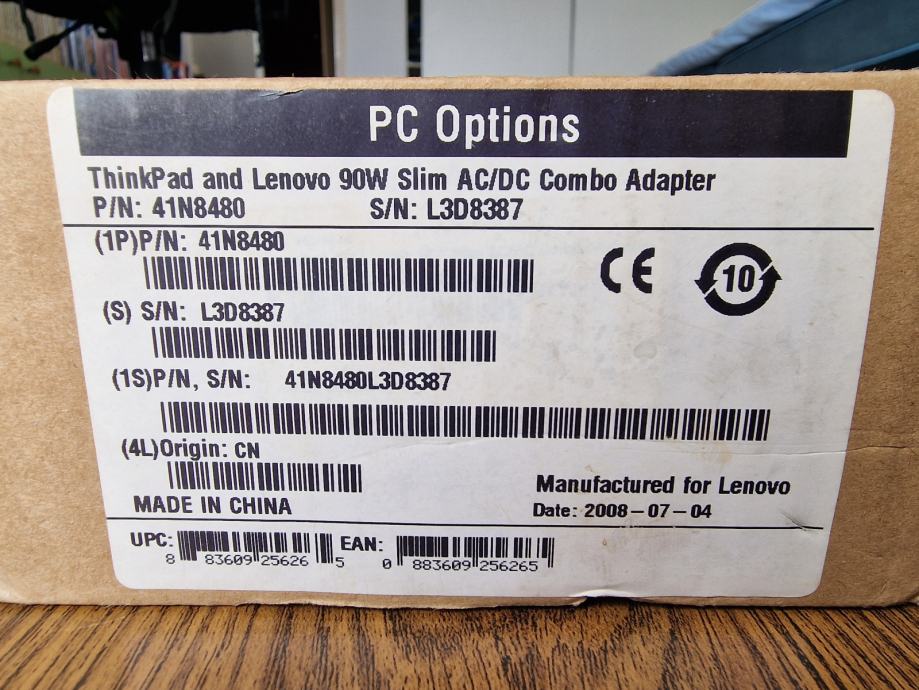 PC Options
ThinkPad and Lenovo 90W Slim AC/DC Combo Adapter
P/N: 41N8480 S/N: L3D8387
(1P)P/N: 41N8480
CE 10
(S) S/N: L3D8387
(1S)P/N, S/N: 41N8480L3D8387
(4L)Origin: CN
MADE IN CHINA
Manufactured for Lenovo
Date: 2008-07-04
UPC: 8 83609 25626 5 EAN: 0 883609 256265